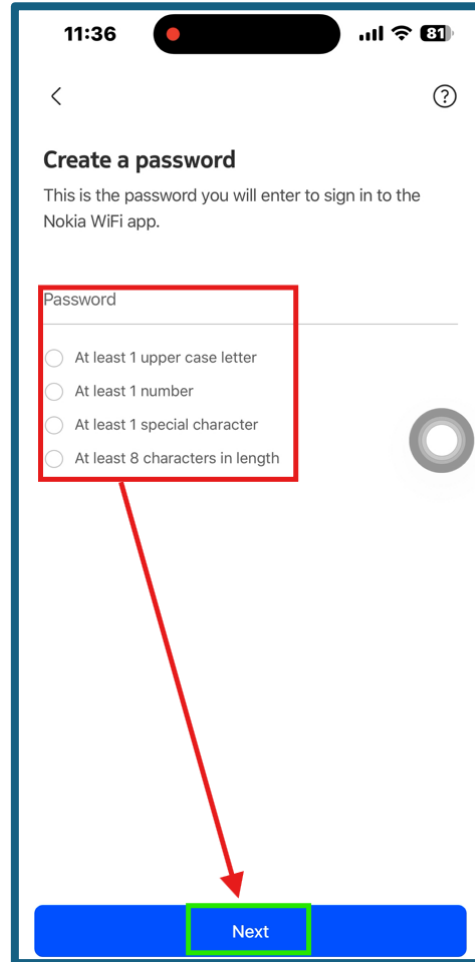 11:36
81
?
Create a password
This is the password you will enter to sign in to the
Nokia WiFi app.
Password
At least 1 upper case letter
At least 1 number
At least 1 special character
At least 8 characters in length
Next